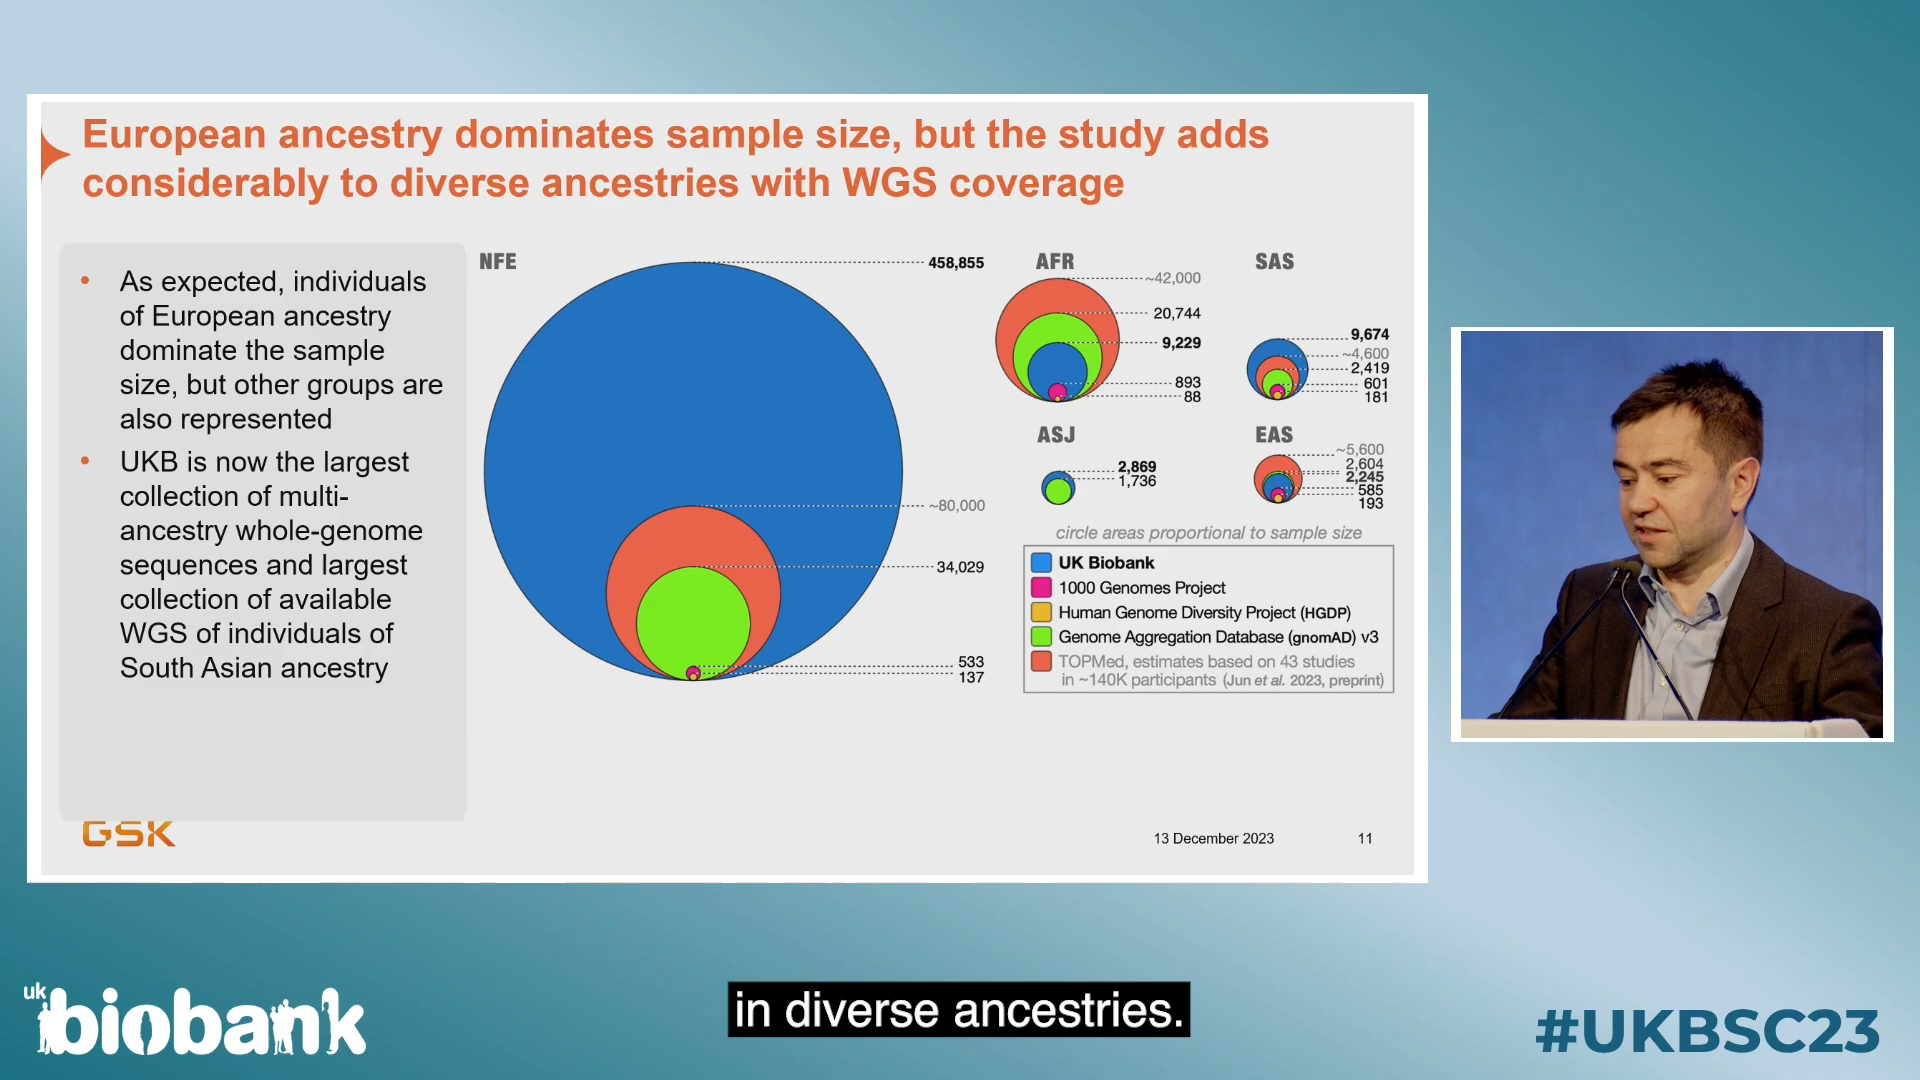 European ancestry dominates sample size, but the study adds
considerably to diverse ancestries with WGS coverage
• As expected, individuals
of European ancestry
dominate the sample
size, but other groups are
also represented
• UKB is now the largest
collection of multi-
ancestry whole-genome
sequences and largest
collection of available
WGS of individuals of
South Asian ancestry
NFE
458,855
~80,000
34,029
533
137
AFR
~42,000
20,744
9,229
893
88
SAS
9,674
~4,600
2,419
601
181
ASJ
2,869
1,736
EAS
~5,600
2,604
2,245
585
193
circle areas proportional to sample size
UK Biobank
1000 Genomes Project
Human Genome Diversity Project (HGDP)
Genome Aggregation Database (gnomAD) v3
TOPMed, estimates based on 43 studies
in ~140K participants (Jun et al. 2023, preprint)
GSK
13 December 2023
11
uk
biobank
in diverse ancestries.
#UKBSC23